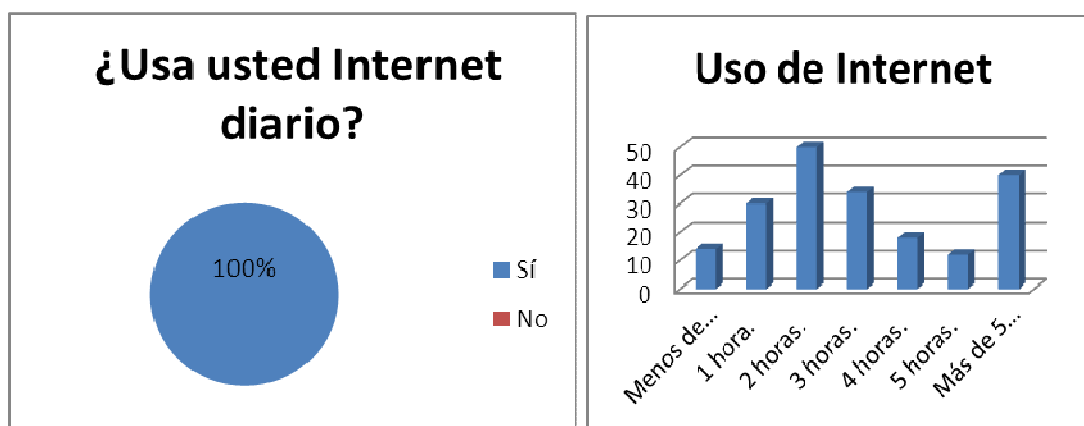 ¿Usa usted Internet
diario?
100%
Sí
No
Uso de Internet
50
40
30
20
10
0
Menos de...
1 hora.
2 horas.
3 horas.
4 horas.
5 horas.
Más de 5...